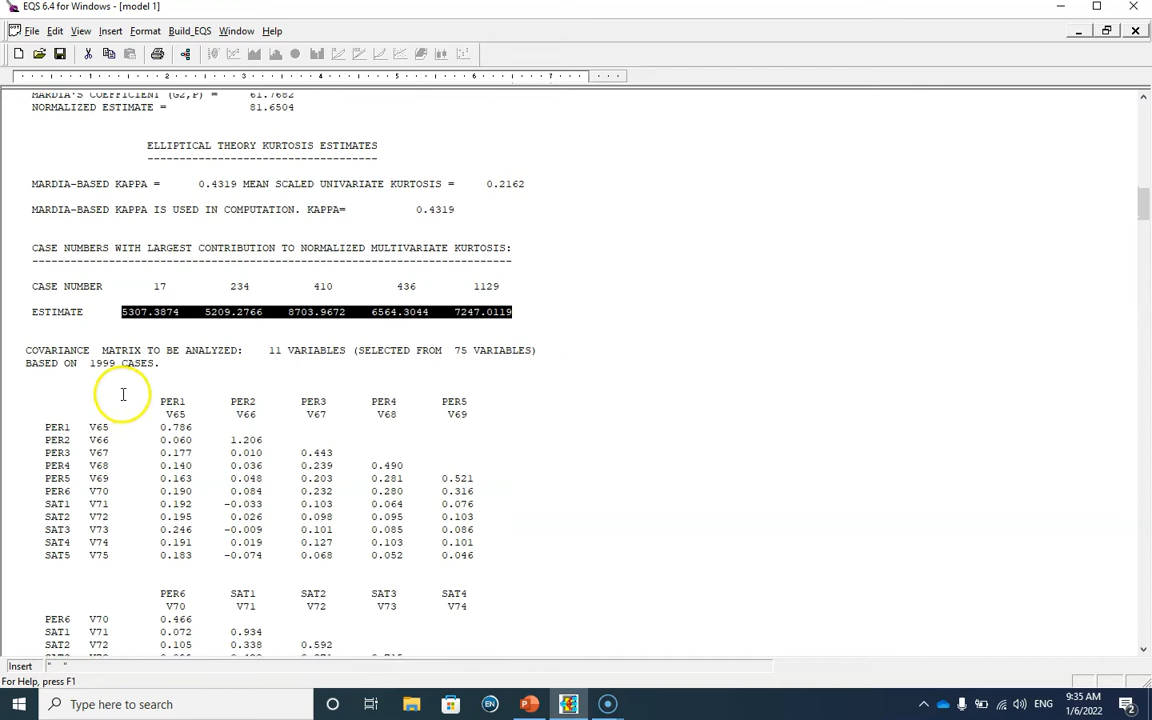 EQS 6.4 for Windows - [model 1]
File Edit View Insert Format Build_EQS Window Help
1 2 3 4 5 6 7
MARDIA'S COEFFICIENT (G2,P) = 61.7682
NORMALIZED ESTIMATE = 81.6504
ELLIPTICAL THEORY KURTOSIS ESTIMATES
MARDIA-BASED KAPPA = 0.4319 MEAN SCALED UNIVARIATE KURTOSIS = 0.2162
MARDIA-BASED KAPPA IS USED IN COMPUTATION. KAPPA= 0.4319
CASE NUMBERS WITH LARGEST CONTRIBUTION TO NORMALIZED MULTIVARIATE KURTOSIS:
CASE NUMBER 17 234 410 436 1129
ESTIMATE 5307.3874 5209.2766 8703.9672 6564.3044 7247.0119
COVARIANCE MATRIX TO BE ANALYZED: 11 VARIABLES (SELECTED FROM 75 VARIABLES)
BASED ON 1999 CASES.
PER1 PER2 PER3 PER4 PER5
V65 V66 V67 V68 V69
PER1 V65 0.786
PER2 V66 0.060 1.206
PER3 V67 0.177 0.010 0.443
PER4 V68 0.140 0.036 0.239 0.490
PER5 V69 0.163 0.048 0.203 0.281 0.521
PER6 V70 0.190 0.084 0.232 0.280 0.316
SAT1 V71 0.192 -0.033 0.103 0.064 0.076
SAT2 V72 0.195 0.026 0.098 0.095 0.103
SAT3 V73 0.246 -0.009 0.101 0.085 0.086
SAT4 V74 0.191 0.019 0.127 0.103 0.101
SAT5 V75 0.183 -0.074 0.068 0.052 0.046
PER6 SAT1 SAT2 SAT3 SAT4
V70 V71 V72 V73 V74
PER6 V70 0.466
SAT1 V71 0.072 0.934
SAT2 V72 0.105 0.338 0.592
Insert " "
For Help, press F1
Type here to search
ENG
9:35 AM
1/6/2022
2